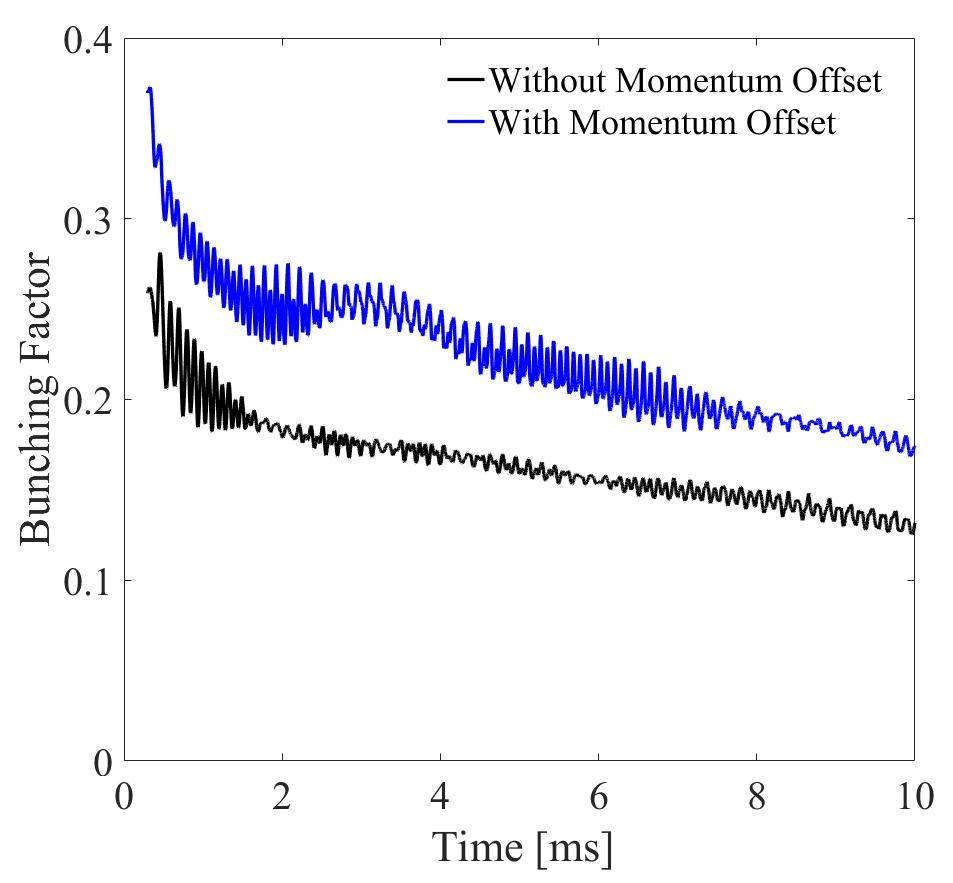 0.4
0.3
0.2
0.1
0
Bunching Factor
Without Momentum Offset
With Momentum Offset
0 2 4 6 8 10
Time [ms]